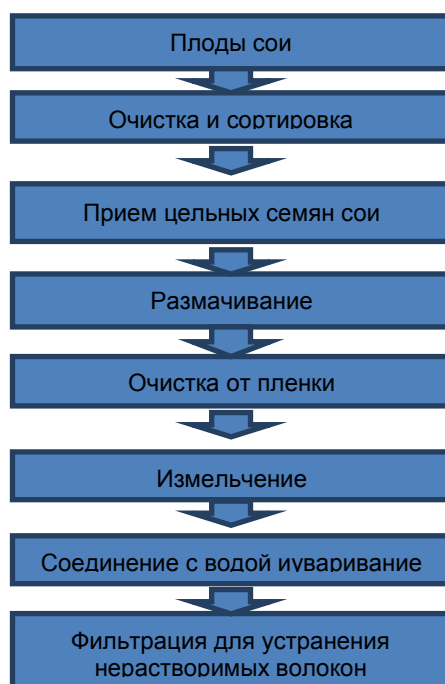 Плоды сои
Очистка и сортировка
Прием цельных семян сои
Размачивание
Очистка от пленки
Измельчение
Соединение с водой иуваривание
Фильтрация для устранения
нерастворимых волокон